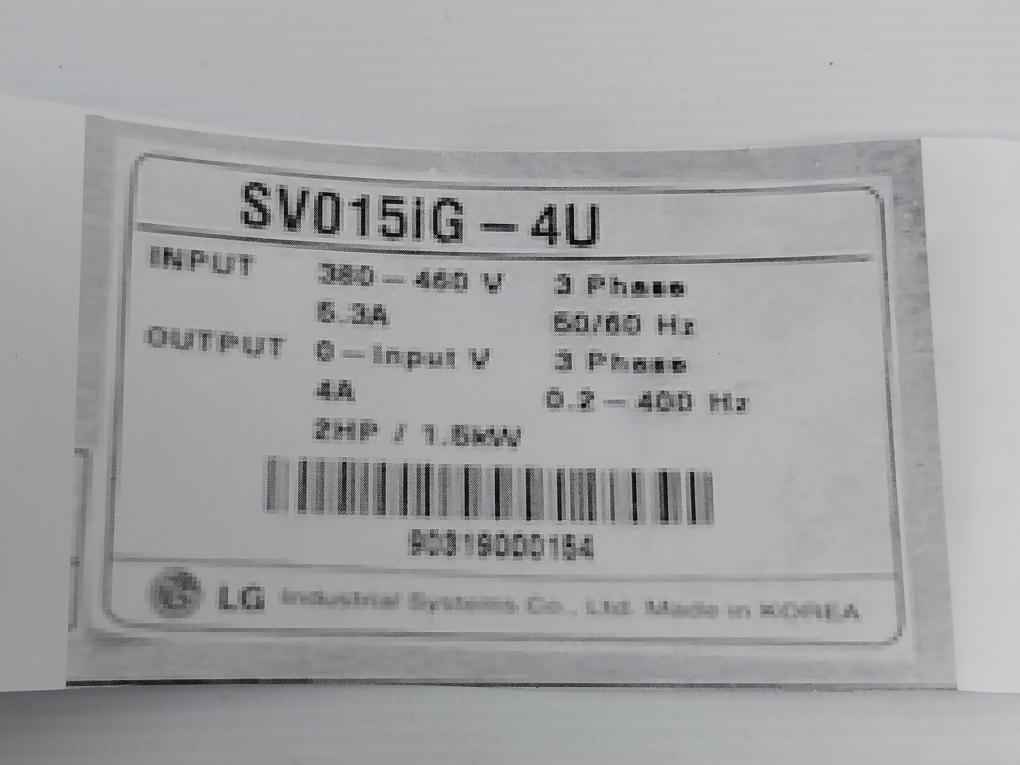 SV015iG – 4U
INPUT 380 – 460 V 3 Phase
5.3A 50/60 Hz
OUTPUT 0 – Input V 3 Phase
4A 0.2 – 400 Hz
2HP / 1.5kW
LG Industrial Systems Co., Ltd. Made in KOREA